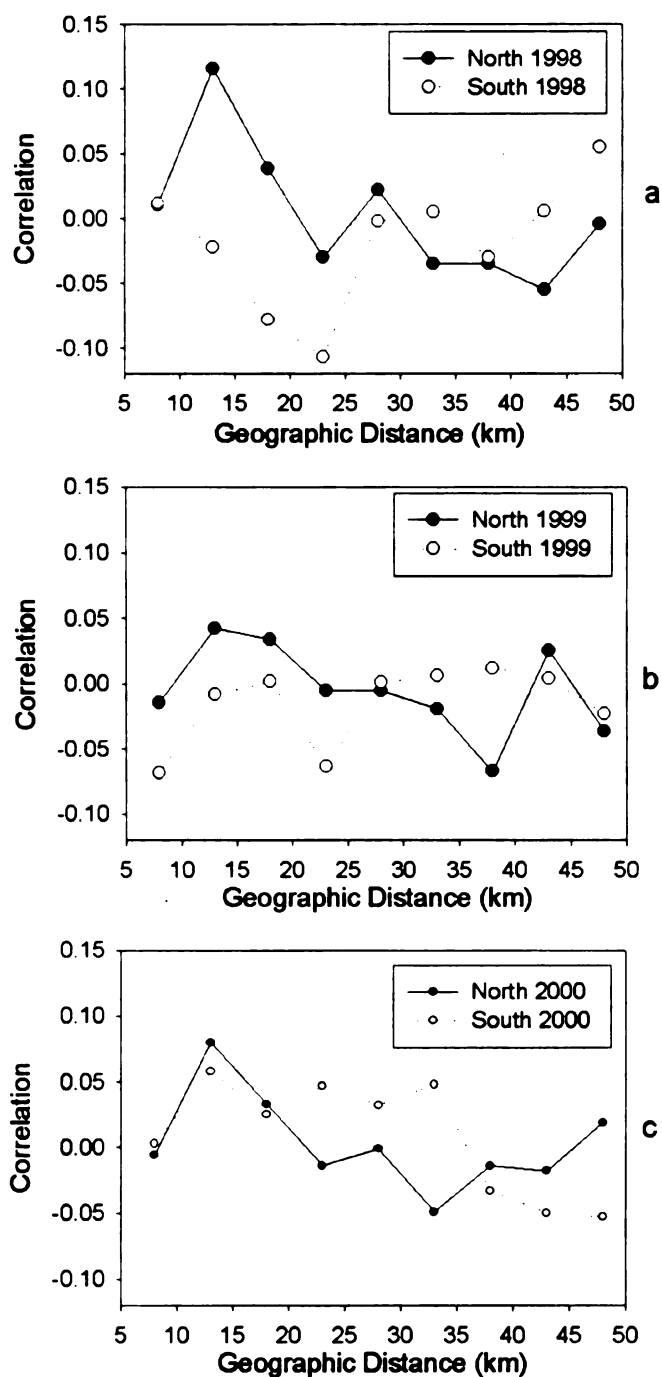 0.15
0.10
0.05
0.00
-0.05
-0.10
Correlation
North 1998
South 1998
a
5 10 15 20 25 30 35 40 45 50
Geographic Distance (km)
0.15
0.10
0.05
0.00
-0.05
-0.10
Correlation
North 1999
South 1999
b
5 10 15 20 25 30 35 40 45 50
Geographic Distance (km)
0.15
0.10
0.05
0.00
-0.05
-0.10
Correlation
North 2000
South 2000
c
5 10 15 20 25 30 35 40 45 50
Geographic Distance (km)